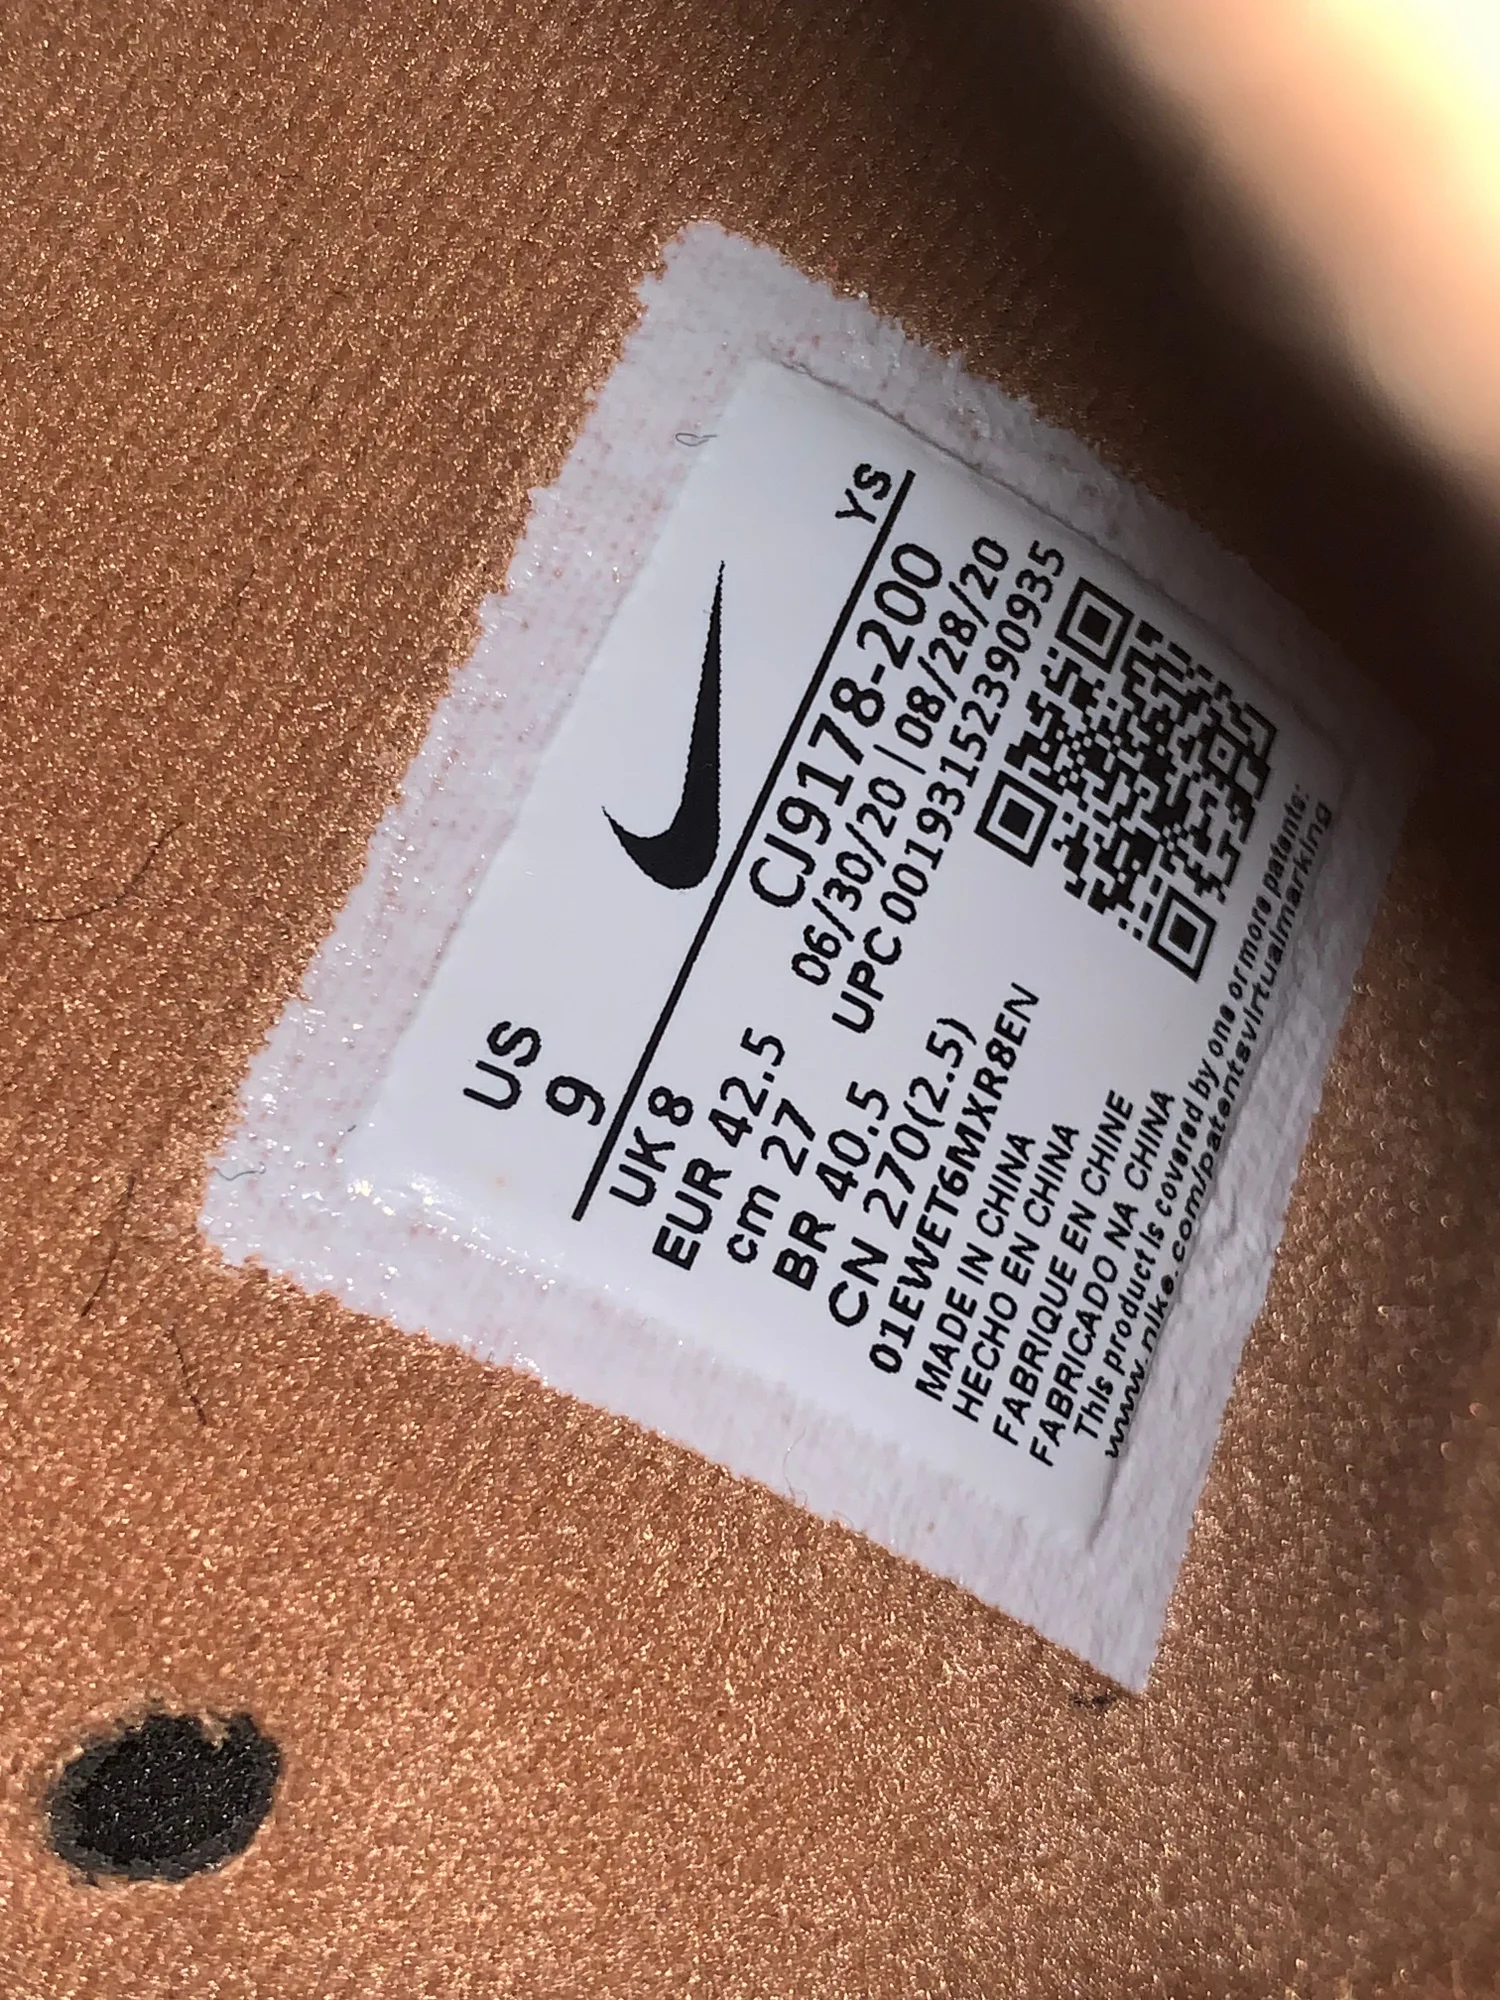 US YS
9
UK 8 CJ9178-200
EUR 42.5 06/30/20 | 08/28/20
cm 27 UPC 00193152390935
BR 40.5
CN 270(2.5)
01EWET6MXR8EN
MADE IN CHINA
HECHO EN CHINA
FABRIQUE EN CHINE
FABRICADO NA CHINA
This product is covered by one or more patents:
www.nike.com/patentsvirtualmarking